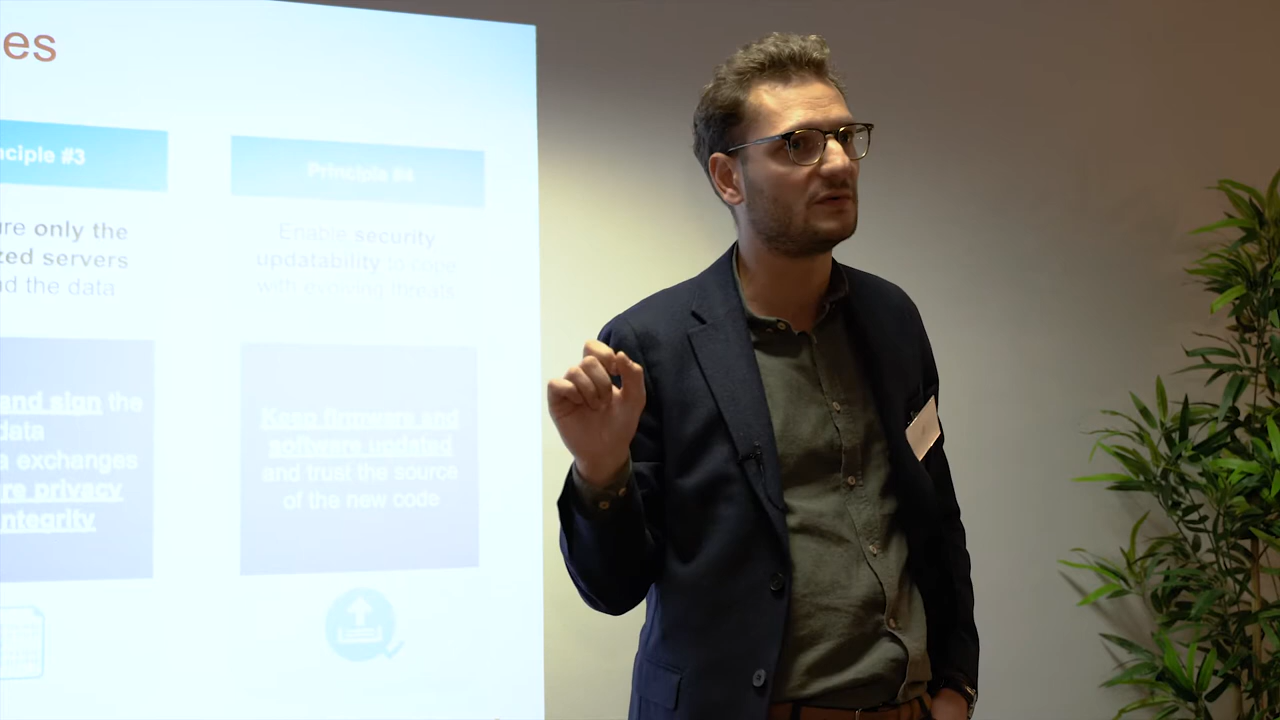 es
nciple #3
Principle #4
ure only the
zed servers
nd the data
Enable security
updatability to cope
with evolving threats
and sign the
data
a exchanges
re privacy
integrity
Keep firmware and
software updated
and trust the source
of the new code